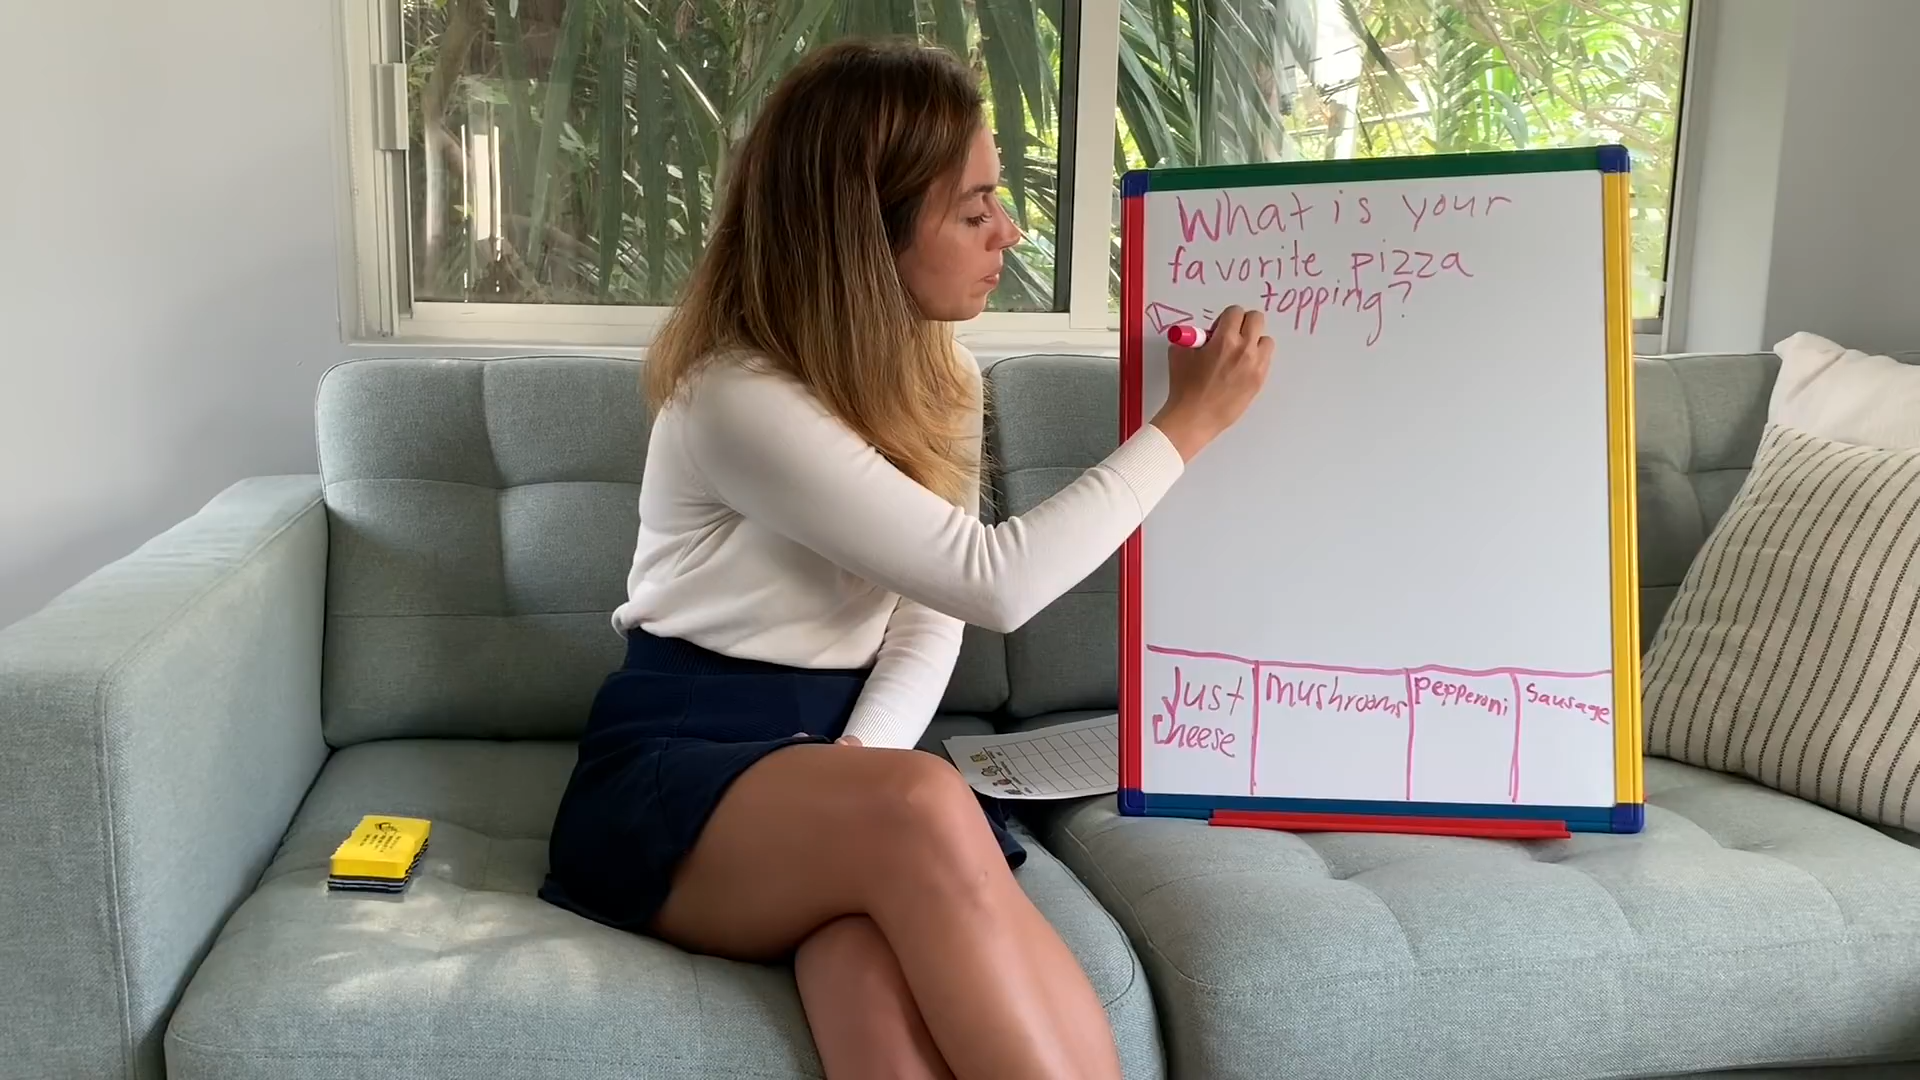 What is your
favorite pizza
topping?
=
Just
Cheese
mushrooms
pepperoni
sausage